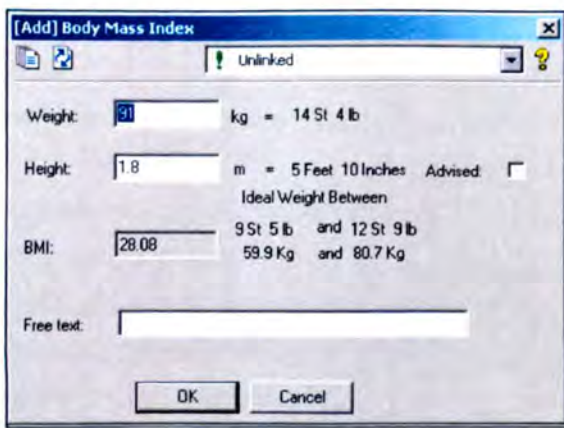 [Add] Body Mass Index
Unlinked
Weight: 91 kg = 14 St 4 lb
Height: 1.8 m = 5 Feet 10 Inches Advised:
Ideal Weight Between
9 St 5 lb and 12 St 9 lb
BMI: 28.08 59.9 Kg and 80.7 Kg
Free text:
OK Cancel